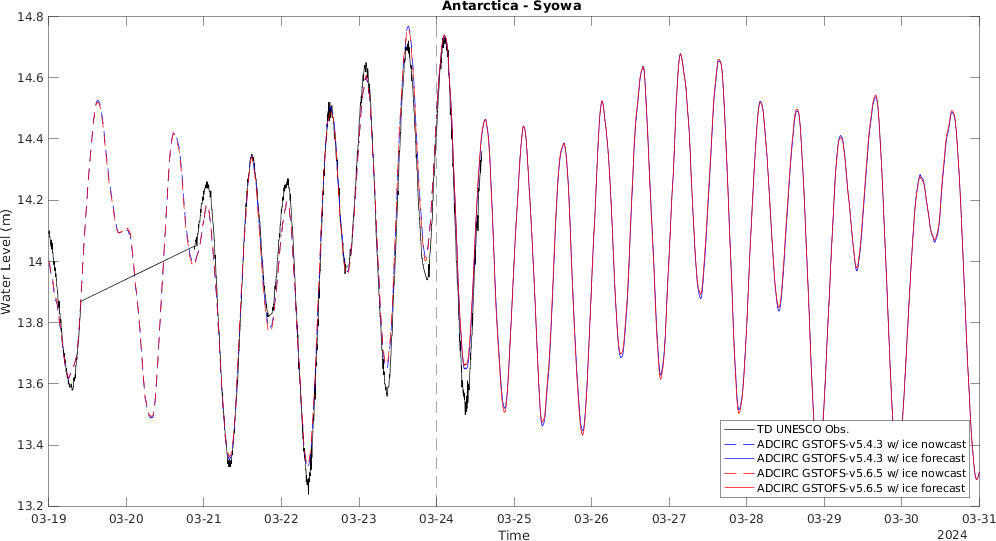 Antarctica - Syowa
14.8
14.6
14.4
14.2
14
13.8
13.6
13.4
13.2
Water Level (m)
TD UNESCO Obs.
ADCIRC GSTOFS-v5.4.3 w/ ice nowcast
ADCIRC GSTOFS-v5.4.3 w/ ice forecast
ADCIRC GSTOFS-v5.6.5 w/ ice nowcast
ADCIRC GSTOFS-v5.6.5 w/ ice forecast
03-19 03-20 03-21 03-22 03-23 03-24 03-25 03-26 03-27 03-28 03-29 03-30 03-31
Time
2024